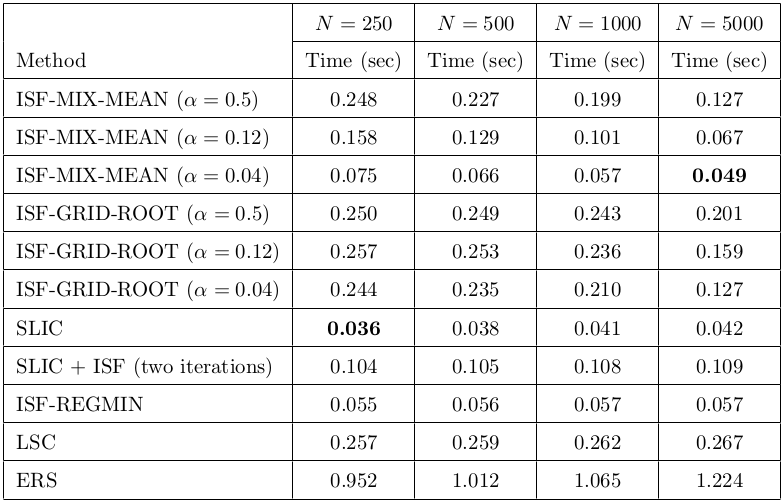 N = 250 N = 500 N = 1000 N = 5000
Method Time (sec) Time (sec) Time (sec) Time (sec)
ISF-MIX-MEAN (α = 0.5) 0.248 0.227 0.199 0.127
ISF-MIX-MEAN (α = 0.12) 0.158 0.129 0.101 0.067
ISF-MIX-MEAN (α = 0.04) 0.075 0.066 0.057 0.049
ISF-GRID-ROOT (α = 0.5) 0.250 0.249 0.243 0.201
ISF-GRID-ROOT (α = 0.12) 0.257 0.253 0.236 0.159
ISF-GRID-ROOT (α = 0.04) 0.244 0.235 0.210 0.127
SLIC 0.036 0.038 0.041 0.042
SLIC + ISF (two iterations) 0.104 0.105 0.108 0.109
ISF-REGMIN 0.055 0.056 0.057 0.057
LSC 0.257 0.259 0.262 0.267
ERS 0.952 1.012 1.065 1.224